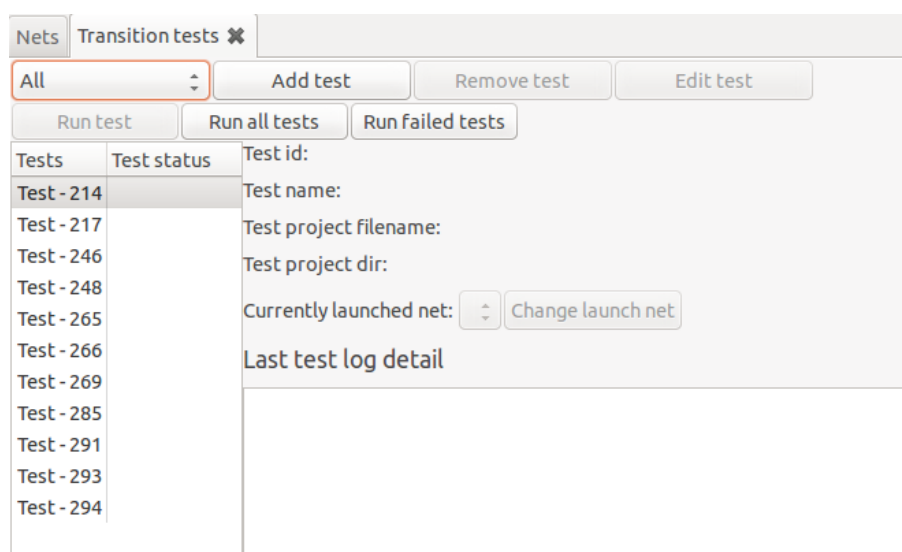 Nets Transition tests
All Add test Remove test Edit test
Run test Run all tests Run failed tests
Tests Test status
Test - 214
Test - 217
Test - 246
Test - 248
Test - 265
Test - 266
Test - 269
Test - 285
Test - 291
Test - 293
Test - 294
Test id:
Test name:
Test project filename:
Test project dir:
Currently launched net: Change launch net
Last test log detail